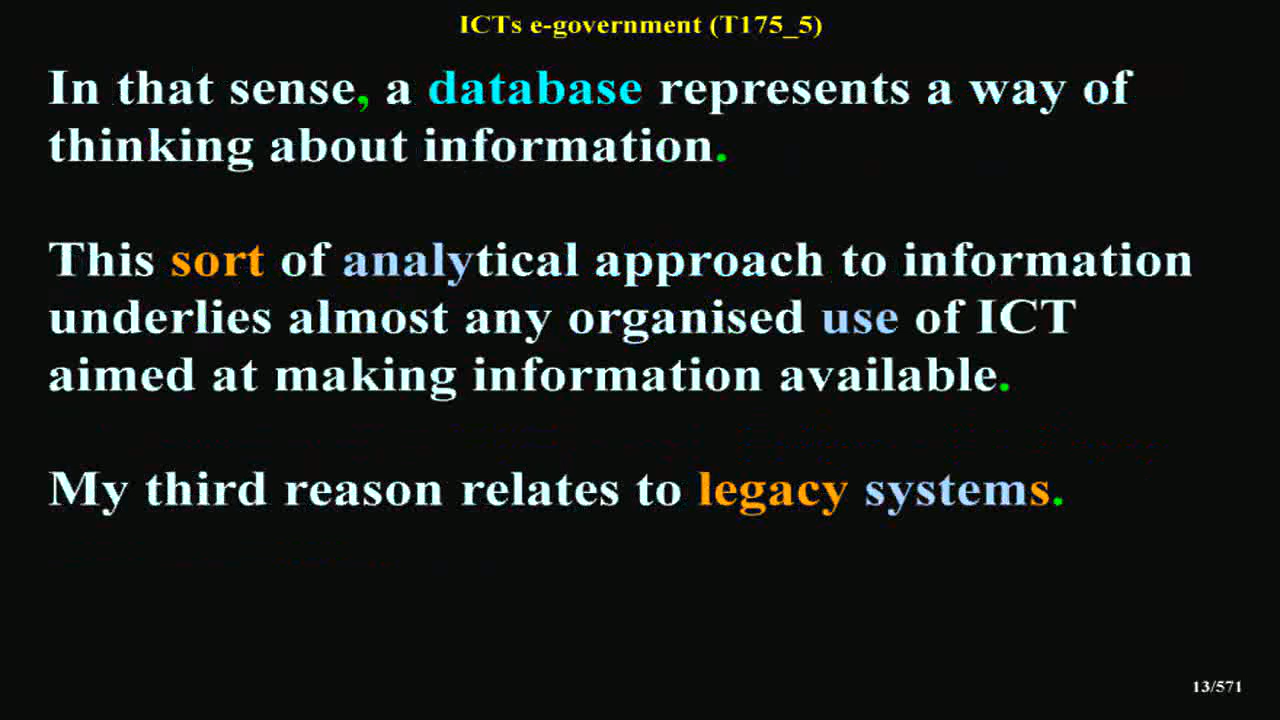 ICTs e-government (T175_5)
In that sense, a database represents a way of
thinking about information.
This sort of analytical approach to information
underlies almost any organised use of ICT
aimed at making information available.
My third reason relates to legacy systems.
13/571